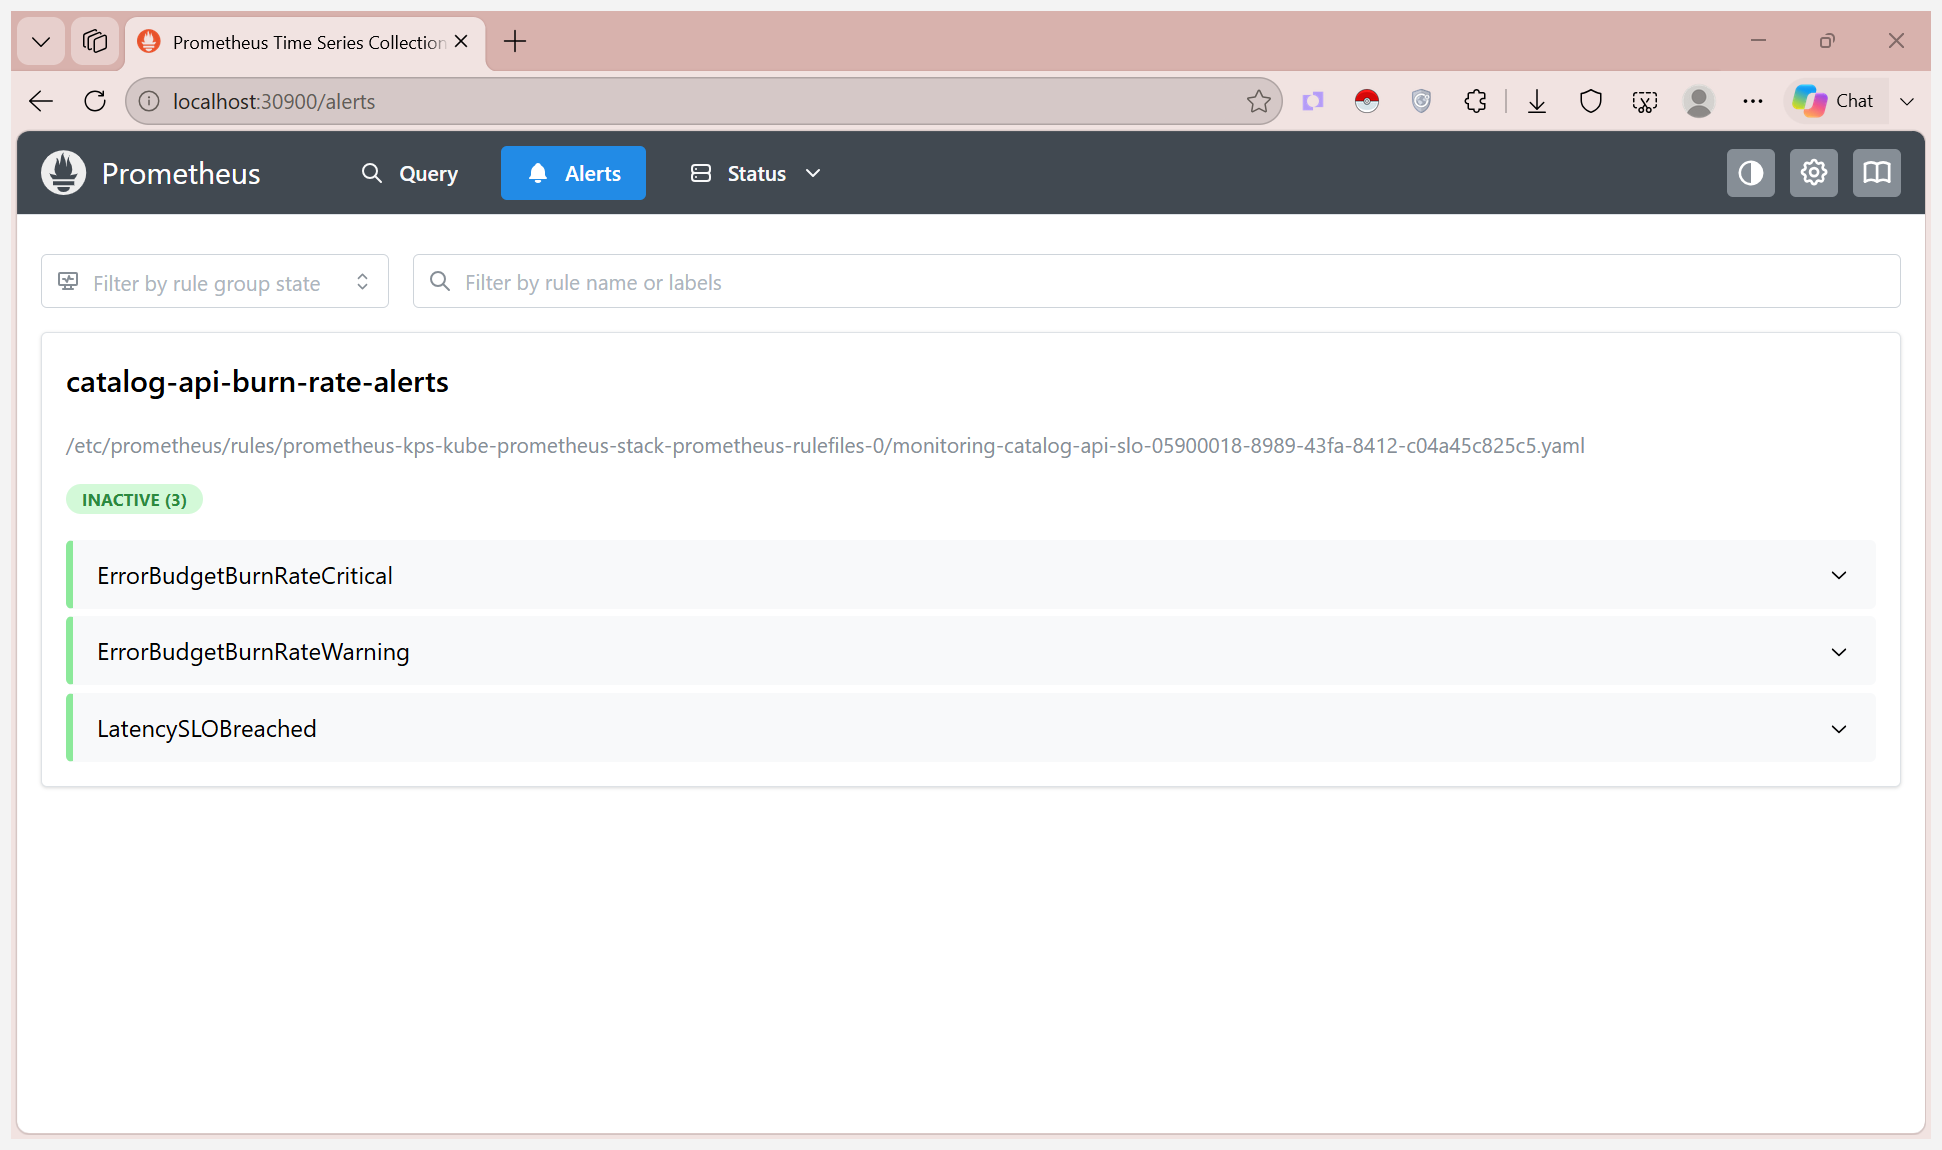 Prometheus Time Series Collection
localhost:30900/alerts
Chat
Prometheus
Query
Alerts
Status
Filter by rule group state
Filter by rule name or labels
catalog-api-burn-rate-alerts
/etc/prometheus/rules/prometheus-kps-kube-prometheus-stack-prometheus-rulefiles-0/monitoring-catalog-api-slo-05900018-8989-43fa-8412-c04a45c825c5.yaml
INACTIVE (3)
ErrorBudgetBurnRateCritical
ErrorBudgetBurnRateWarning
LatencySLOBreached